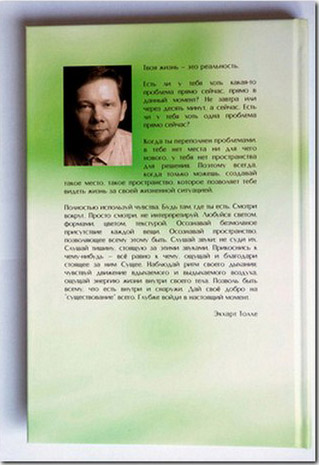 Твоя жизнь – это реальность.
Есть ли у тебя хоть какая-то
проблема прямо сейчас, прямо в
данный момент? Не завтра или
через десять минут, а сейчас. Есть
ли у тебя хоть одна проблема
прямо сейчас?
Когда ты переполнен проблемами,
в тебе нет места ни для чего
нового, у тебя нет пространства
для решения. Поэтому всегда,
когда только можешь, создавай
такое место, такое пространство, которое позволяет тебе
видеть жизнь за своей жизненной ситуацией.
Полностью используй чувства. Будь там, где ты есть. Смотри
вокруг. Просто смотри, не интерпретируй. Любуйся светом,
формами, цветом, текстурой. Осознавай безмолвное
присутствие каждой вещи. Осознавай пространство,
позволяющее всему этому быть. Слушай звуки, не суди их.
Слушай тишину, стоящую за этими звуками. Прикоснись к
чему-нибудь – всё равно к чему, ощущай и благодари
стоящее за ним Сущее. Наблюдай ритм своего дыхания,
чувствуй движение вдыхаемого и выдыхаемого воздуха,
ощущай энергию жизни внутри своего тела. Позволь быть
всему, что есть внутри и снаружи. Дай своё добро на
"существование" всего. Глубже войди в настоящий момент.
Экхарт Толле